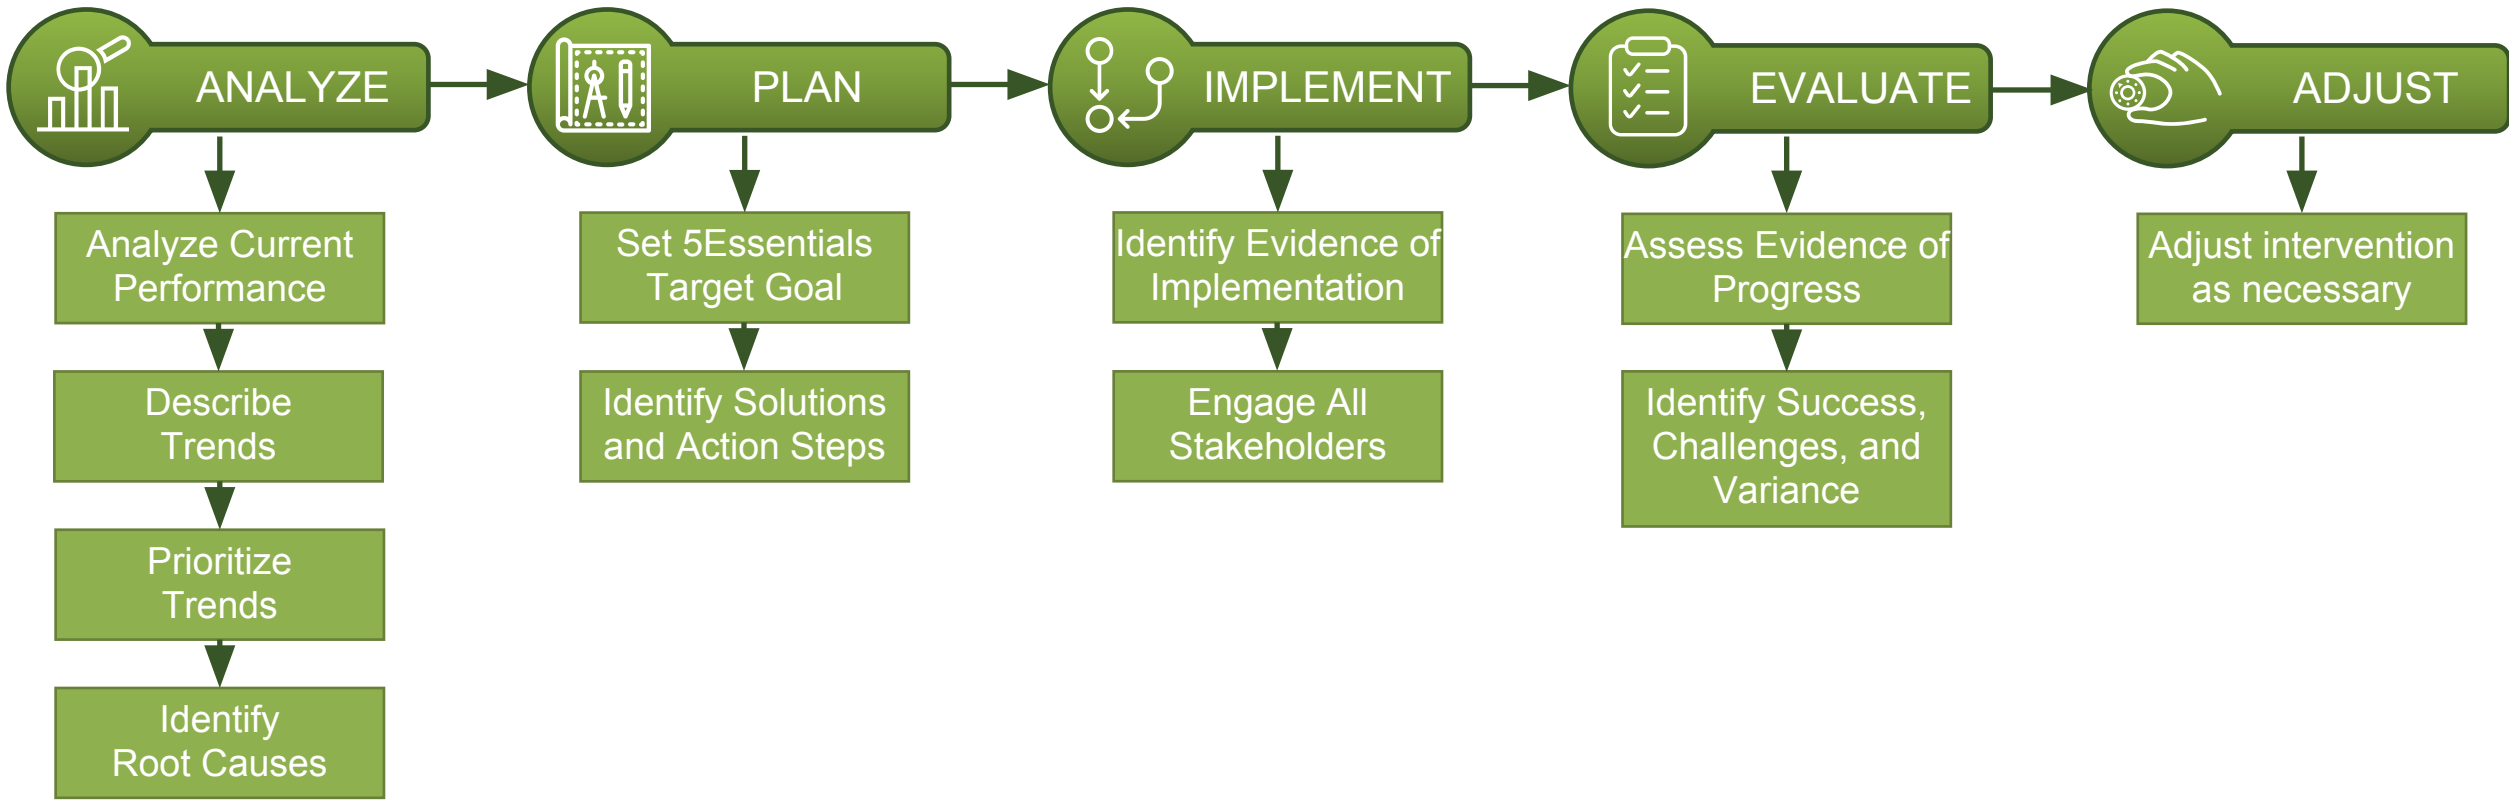 ANALYZE
Analyze Current
Performance
Describe
Trends
Prioritize
Trends
Identify
Root Causes
PLAN
Set 5Essentials
Target Goal
Identify Solutions
and Action Steps
IMPLEMENT
Identify Evidence of
Implementation
Engage All
Stakeholders
EVALUATE
Assess Evidence of
Progress
Identify Success,
Challenges, and
Variance
ADJUST
Adjust intervention
as necessary